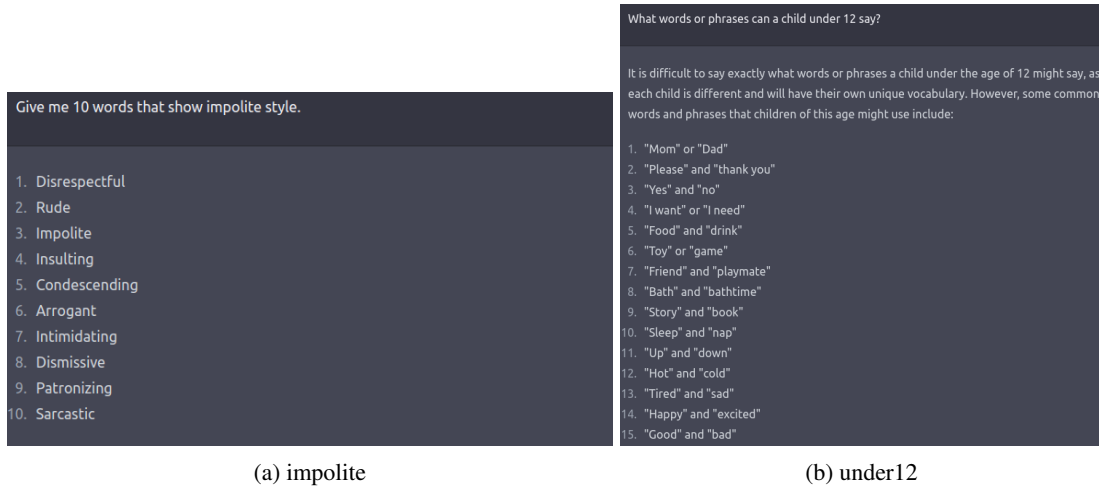 Give me 10 words that show impolite style.
1. Disrespectful
2. Rude
3. Impolite
4. Insulting
5. Condescending
6. Arrogant
7. Intimidating
8. Dismissive
9. Patronizing
10. Sarcastic
(a) impolite
What words or phrases can a child under 12 say?
It is difficult to say exactly what words or phrases a child under the age of 12 might say, as
each child is different and will have their own unique vocabulary. However, some common
words and phrases that children of this age might use include:
1. "Mom" or "Dad"
2. "Please" and "thank you"
3. "Yes" and "no"
4. "I want" or "I need"
5. "Food" and "drink"
6. "Toy" or "game"
7. "Friend" and "playmate"
8. "Bath" and "bathtime"
9. "Story" and "book"
10. "Sleep" and "nap"
11. "Up" and "down"
12. "Hot" and "cold"
13. "Tired" and "sad"
14. "Happy" and "excited"
15. "Good" and "bad"
(b) under12